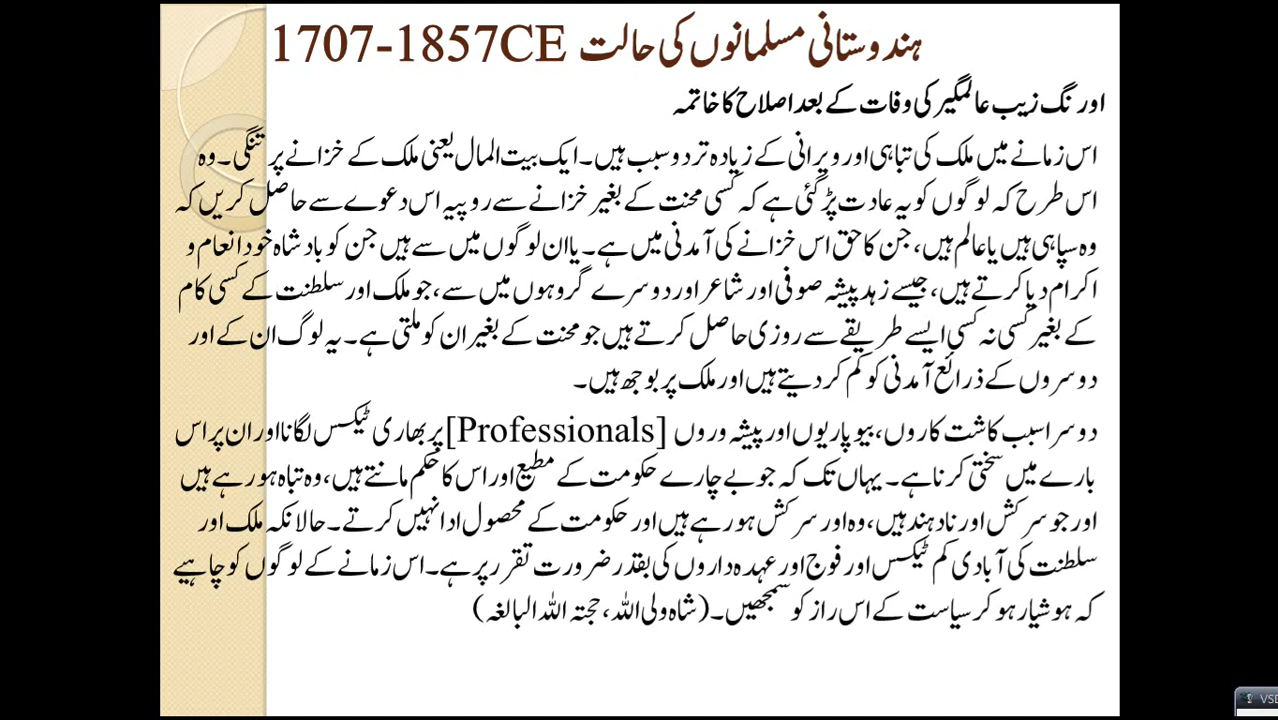 ہندوستانی مسلمانوں کی حالت 1707-1857CE
اورنگ زیب عالمگیر کی وفات کے بعد اصلاح کا خاتمہ
اس زمانے میں ملک کی تباہی اور ویرانی کے زیادہ تر دو سبب ہیں۔ ایک بیت المال یعنی ملک کے خزانے پر تنگی۔ وہ
اس طرح کہ لوگوں کو یہ عادت پڑ گئی ہے کہ کسی محنت کے بغیر خزانے سے روپیہ اس دعوے سے حاصل کریں کہ
وہ سپاہی ہیں یا عالم ہیں، جن کا حق اس خزانے کی آمدنی میں ہے۔ یا ان لوگوں میں سے ہیں جن کو بادشاہ خود انعام و
اکرام دیا کرتے ہیں، جیسے زہد پیشہ صوفی اور شاعر اور دوسرے گروہوں میں سے، جو ملک اور سلطنت کے کسی کام
کے بغیر کسی نہ کسی ایسے طریقے سے روزی حاصل کرتے ہیں جو محنت کے بغیر ان کو ملتی ہے۔ یہ لوگ ان کے اور
دوسروں کے ذرائع آمدنی کو کم کر دیتے ہیں اور ملک پر بوجھ ہیں۔
دوسرا سبب کاشت کاروں، بیوپاریوں اور پیشہ وروں [Professionals] پر بھاری ٹیکس لگانا اور ان پر اس
بارے میں سختی کرنا ہے۔ یہاں تک کہ جو بے چارے حکومت کے مطیع اور اس کا حکم مانتے ہیں، وہ تباہ ہو رہے ہیں
اور جو سرکش اور نادہند ہیں، وہ اور سرکش ہو رہے ہیں اور حکومت کے محصول ادا نہیں کرتے۔ حالانکہ ملک اور
سلطنت کی آبادی کم ٹیکس اور فوج اور عہدہ داروں کی بقدر ضرورت تقرر پر ہے۔ اس زمانے کے لوگوں کو چاہیے
کہ ہوشیار ہو کر سیاست کے اس راز کو سمجھیں۔ (شاہ ولی اللہ، حجتہ اللہ البالغہ)